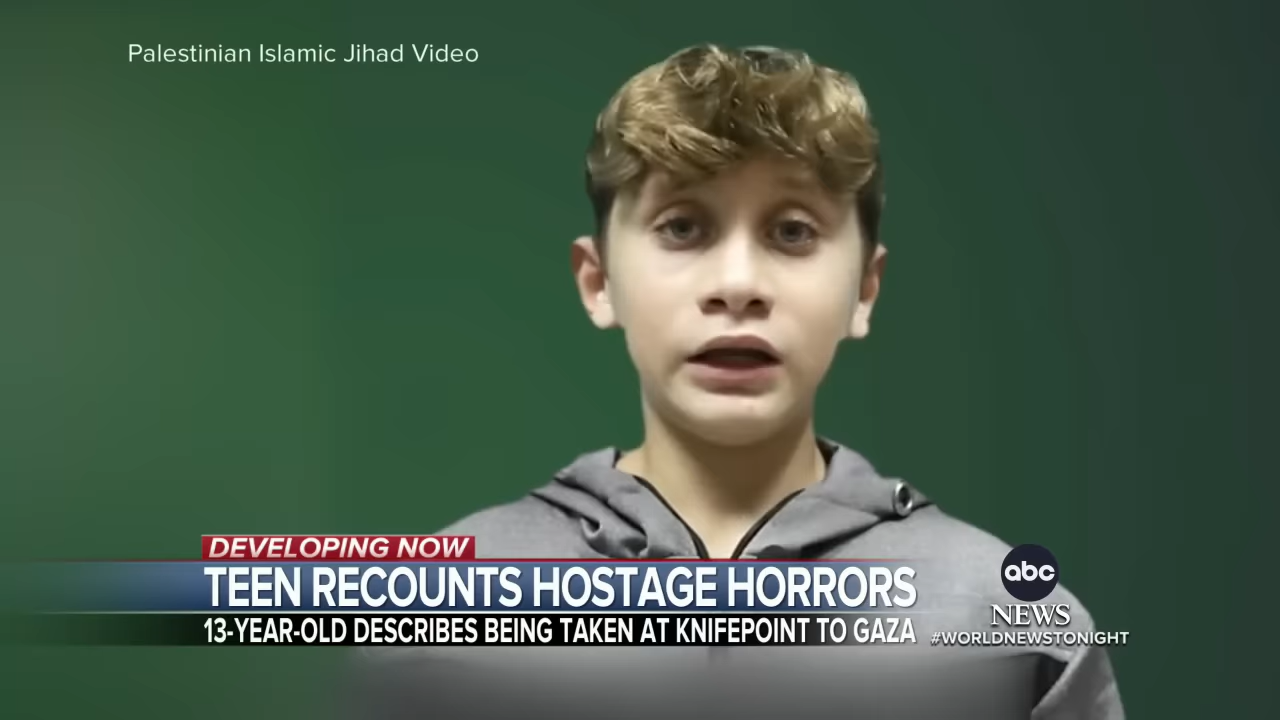 Palestinian Islamic Jihad Video
DEVELOPING NOW
TEEN RECOUNTS HOSTAGE HORRORS
13-YEAR-OLD DESCRIBES BEING TAKEN AT KNIFEPOINT TO GAZA
abc
NEWS
#WORLDNEWSTONIGHT